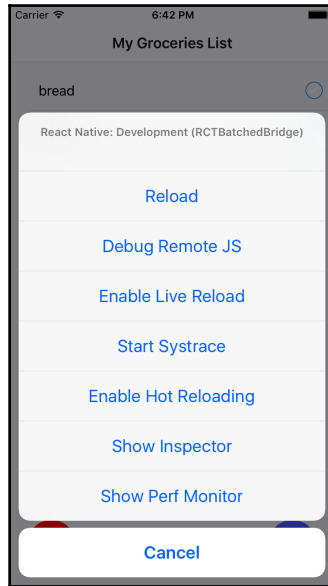 Carrier 6:42 PM
My Groceries List
bread
React Native: Development (RCTBatchedBridge)
Reload
Debug Remote JS
Enable Live Reload
Start Systrace
Enable Hot Reloading
Show Inspector
Show Perf Monitor
Cancel